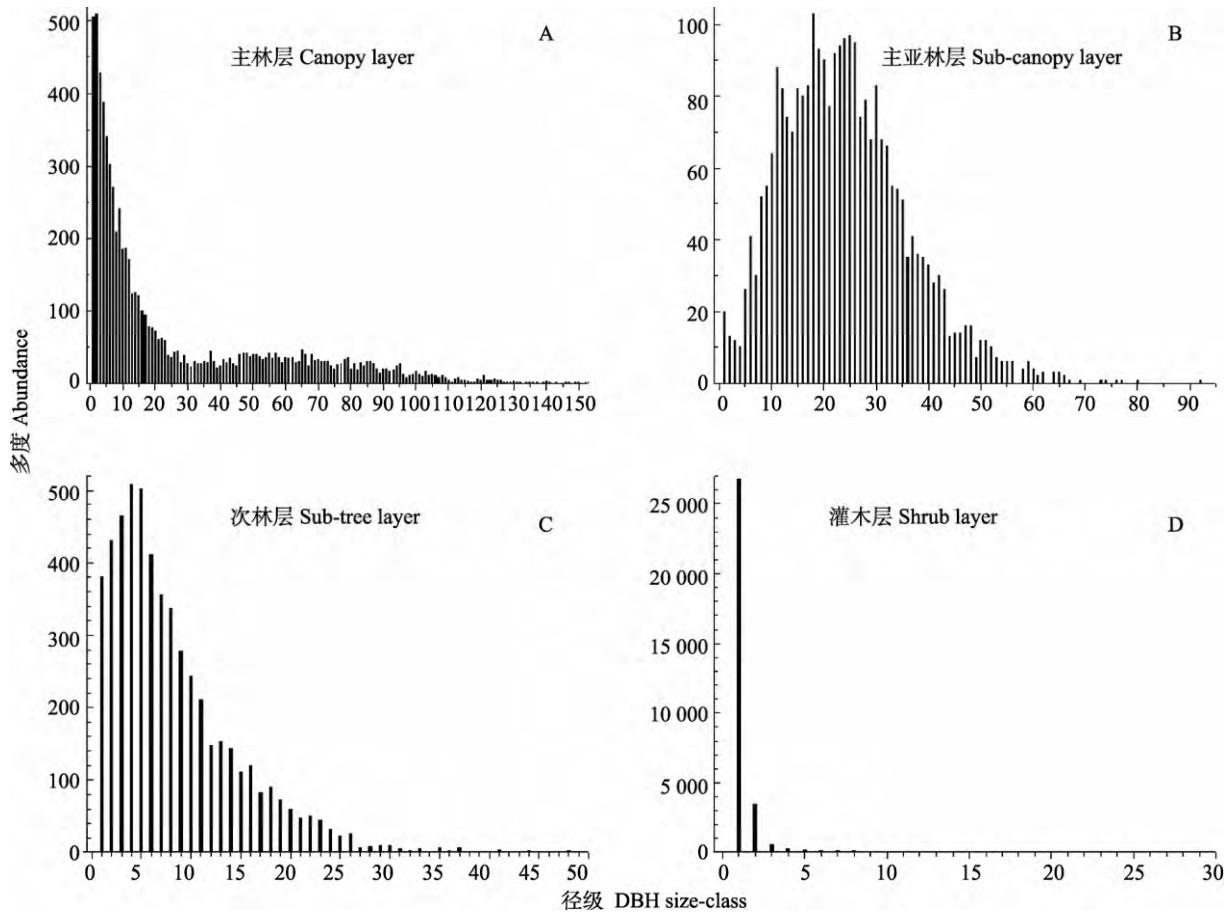 500
400
300
200
100
0
A
主林层 Canopy layer
0 10 20 30 40 50 60 70 80 90 100 110 120 130 140 150
100
80
60
40
20
0
B
主亚林层 Sub-canopy layer
0 10 20 30 40 50 60 70 80 90
多度 Abundance
500
400
300
200
100
0
次林层 Sub-tree layer
C
0 5 10 15 20 25 30 35 40 45 50
25 000
20 000
15 000
10 000
5 000
0
灌木层 Shrub layer
D
0 5 10 15 20 25 30
径级 DBH size-class